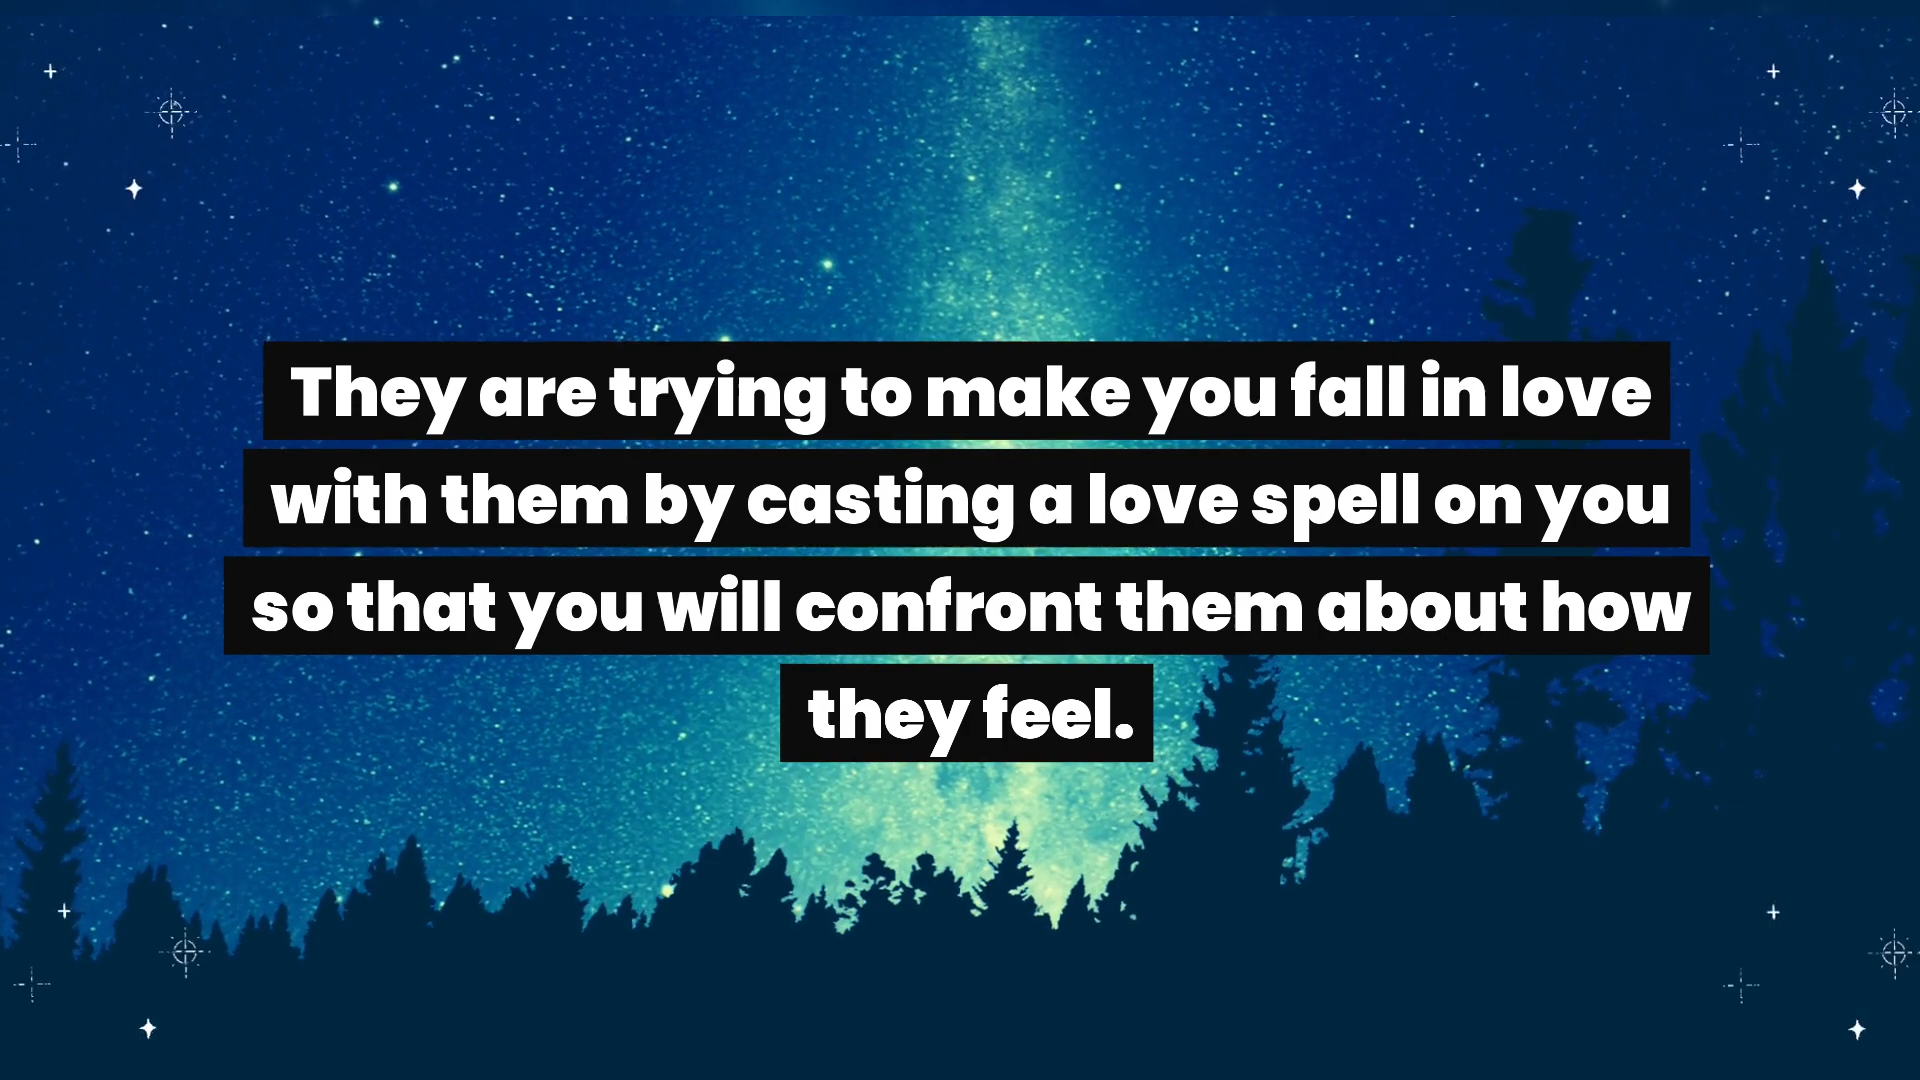 They are trying to make you fall in love
with them by casting a love spell on you
so that you will confront them about how
they feel.